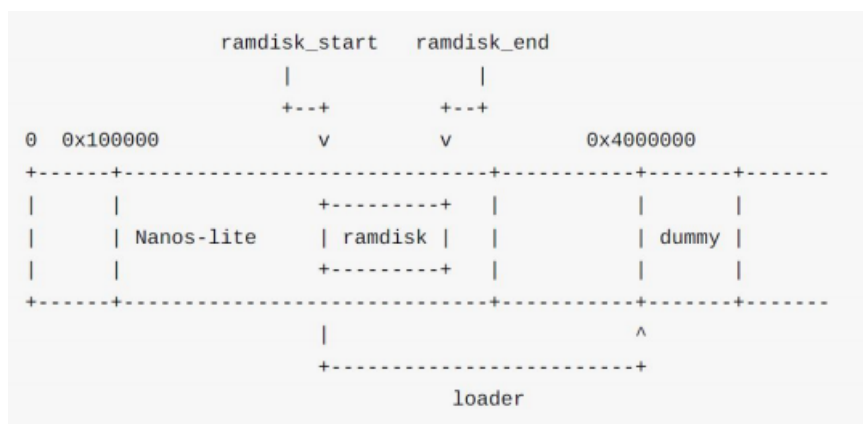 ramdisk_start   ramdisk_end
                          |                 |
                          +--+           +--+
0  0x100000                  v           v              0x4000000
+------+---------------------------------+-----------+-------+-------
|      |                  +---------+    |           |       |
|      | Nanos-lite       | ramdisk |    |           | dummy |
|      |                  +---------+    |           |       |
+------+---------------------------------+-----------+-------+-------
                          |                          ^
                          +--------------------------+
                                     loader